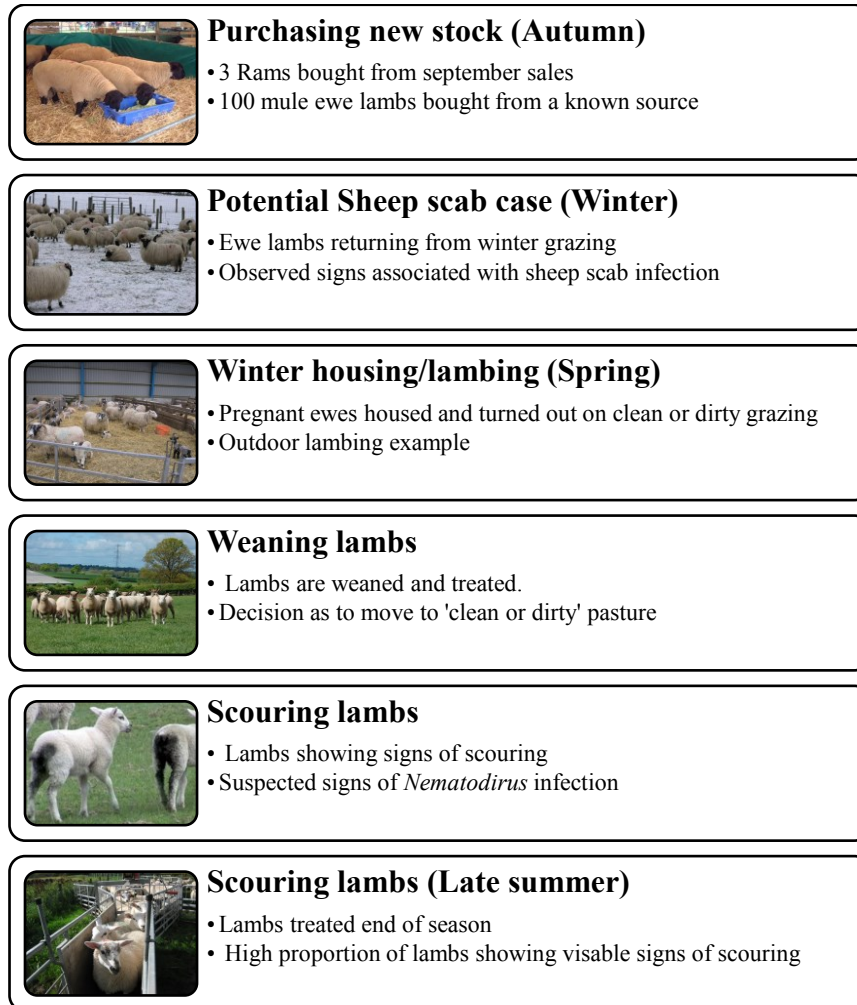 Purchasing new stock (Autumn)
• 3 Rams bought from september sales
• 100 mule ewe lambs bought from a known source
Potential Sheep scab case (Winter)
• Ewe lambs returning from winter grazing
• Observed signs associated with sheep scab infection
Winter housing/lambing (Spring)
• Pregnant ewes housed and turned out on clean or dirty grazing
• Outdoor lambing example
Weaning lambs
• Lambs are weaned and treated.
• Decision as to move to 'clean or dirty' pasture
Scouring lambs
• Lambs showing signs of scouring
• Suspected signs of Nematodirus infection
Scouring lambs (Late summer)
• Lambs treated end of season
• High proportion of lambs showing visable signs of scouring